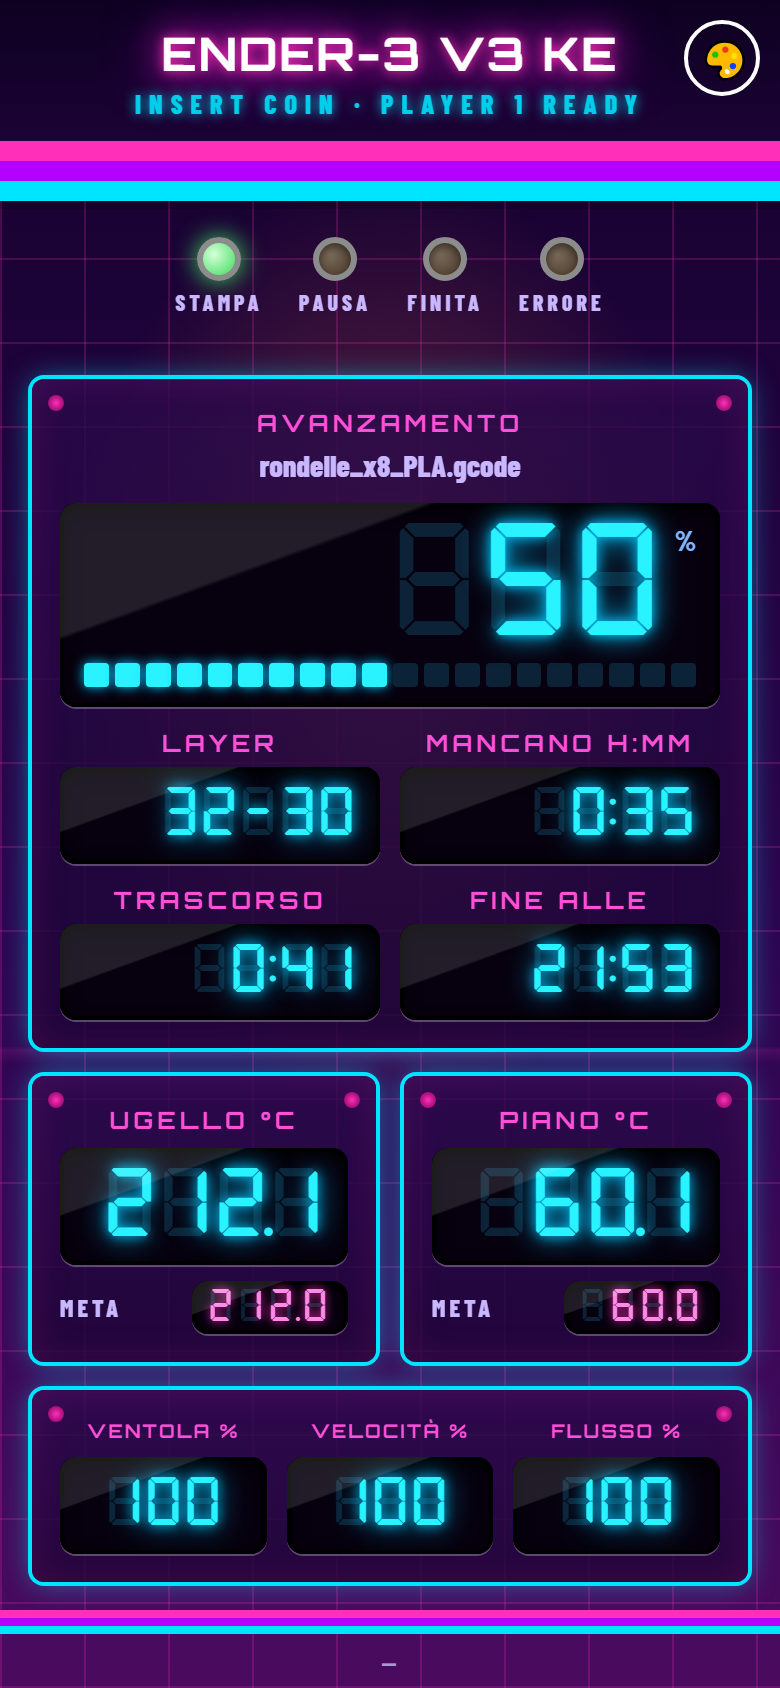 ENDER-3 V3 KE
INSERT COIN · PLAYER 1 READY
STAMPA PAUSA FINITA ERRORE
AVANZAMENTO
rondelle_x8_PLA.gcode
50 %
LAYER MANCANO H:MM
32-30 0:35
TRASCORSO FINE ALLE
0:41 21:53
UGELLO °C PIANO °C
212.1 60.1
META 212.0 META 60.0
VENTOLA % VELOCITÀ % FLUSSO %
100 100 100
—